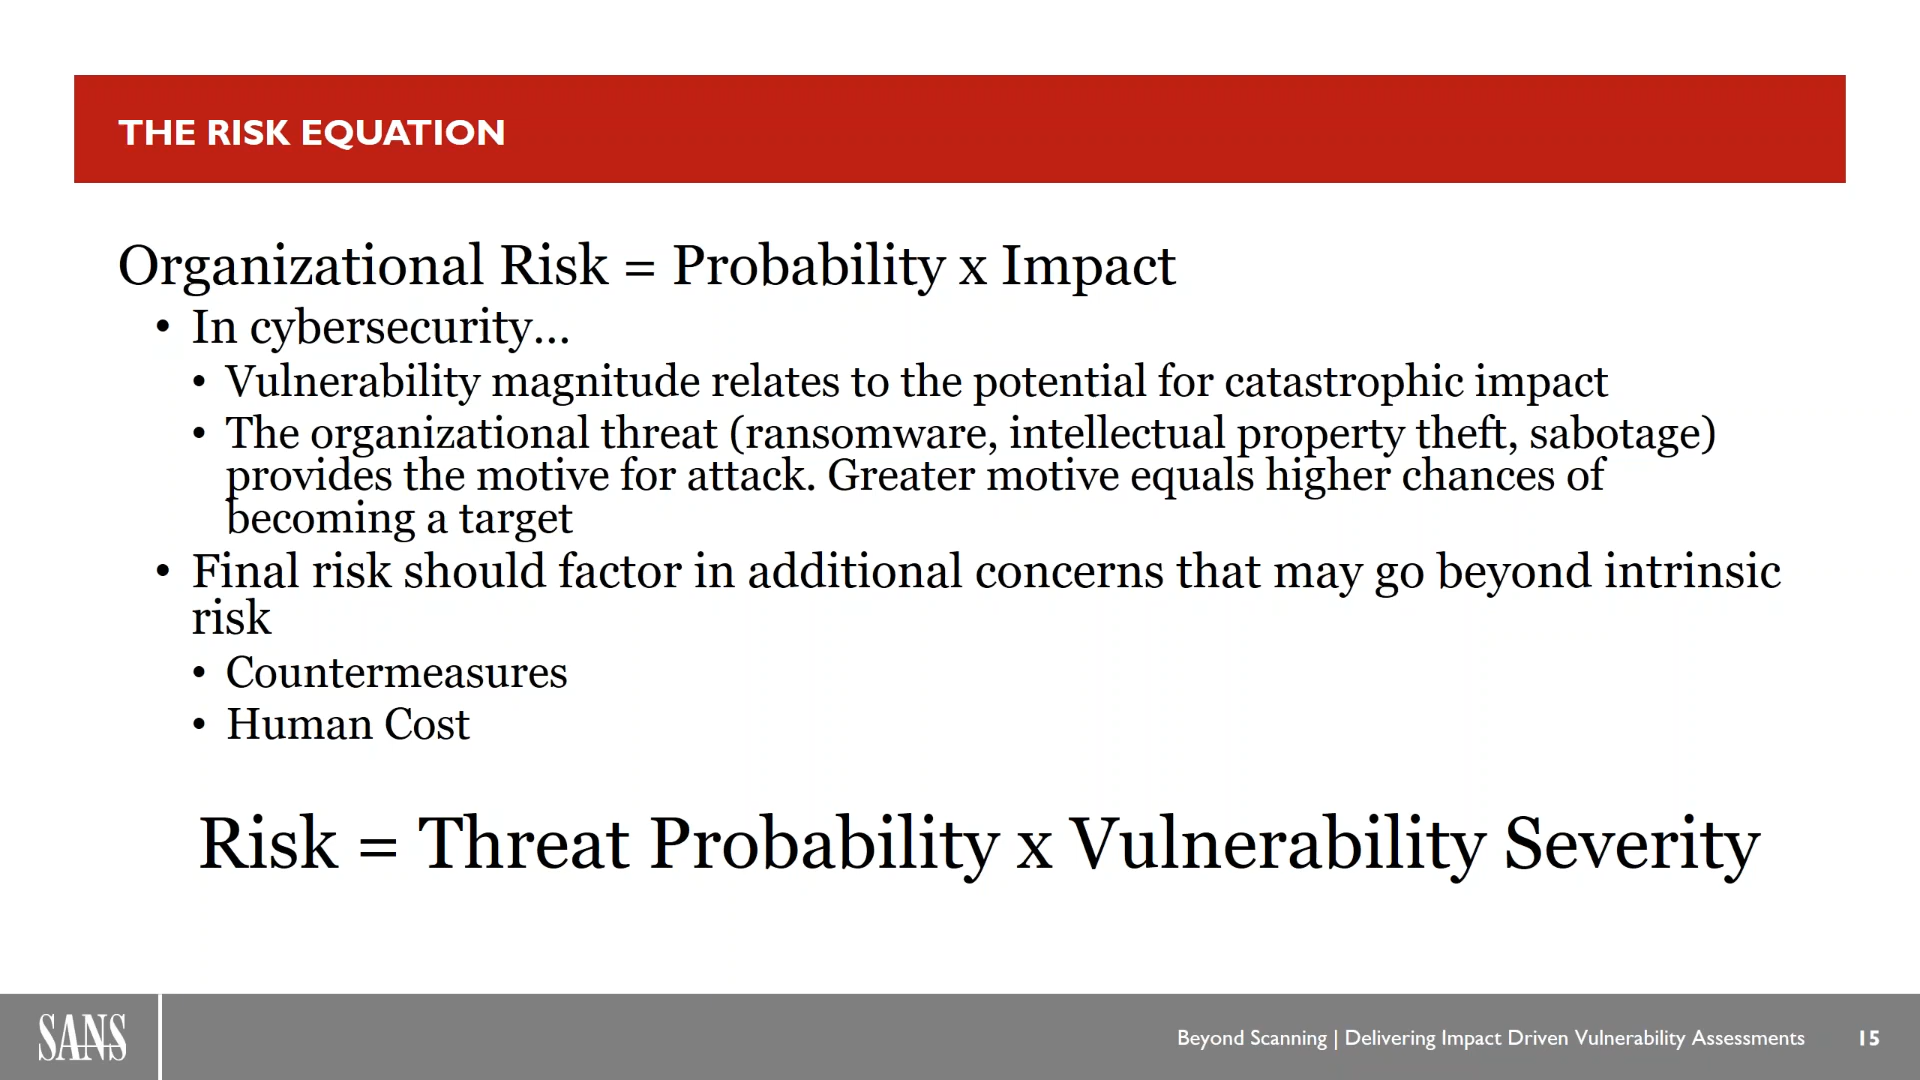 THE RISK EQUATION
Organizational Risk = Probability x Impact
• In cybersecurity...
• Vulnerability magnitude relates to the potential for catastrophic impact
• The organizational threat (ransomware, intellectual property theft, sabotage)
provides the motive for attack. Greater motive equals higher chances of
becoming a target
• Final risk should factor in additional concerns that may go beyond intrinsic
risk
• Countermeasures
• Human Cost
Risk = Threat Probability x Vulnerability Severity
SANS
Beyond Scanning | Delivering Impact Driven Vulnerability Assessments
15